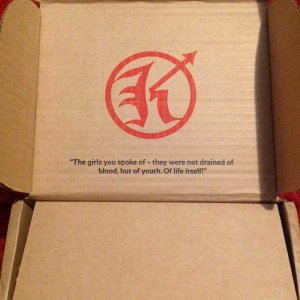 K
"The girls you spoke of – they were not drained of
blood, but of youth. Of life itself!"